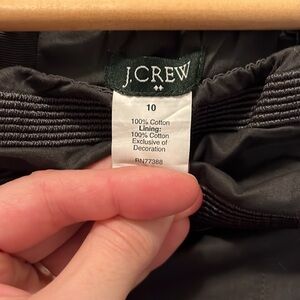 J.CREW
10
100% Cotton
Lining:
100% Cotton
Exclusive of
Decoration
RN77388